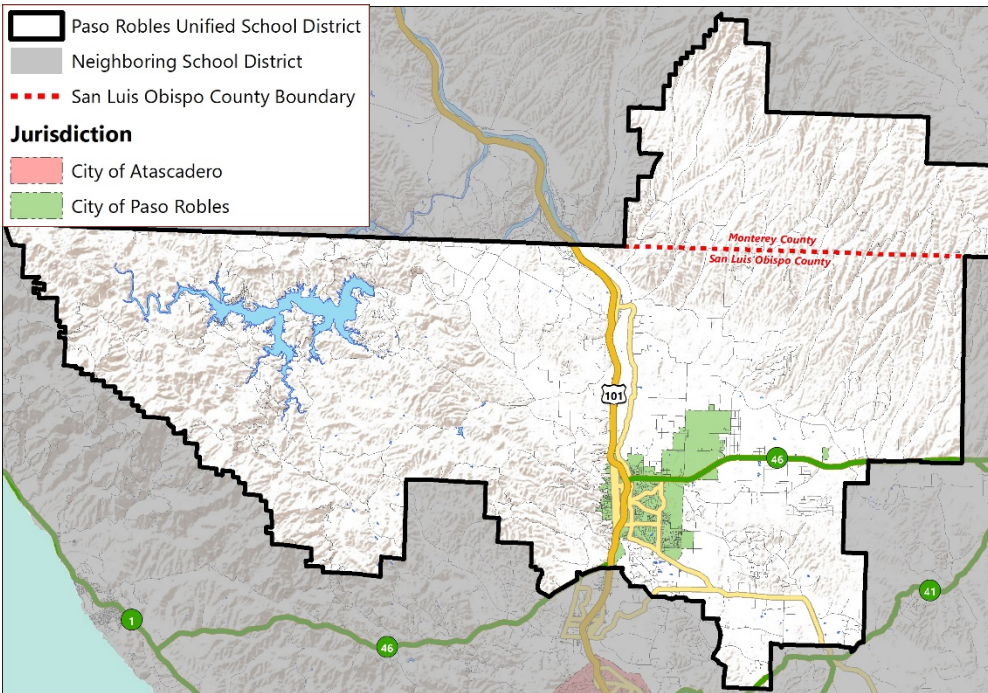 Paso Robles Unified School District
Neighboring School District
San Luis Obispo County Boundary
Jurisdiction
City of Atascadero
City of Paso Robles
Monterey County
San Luis Obispo County
101
46
41
1
46